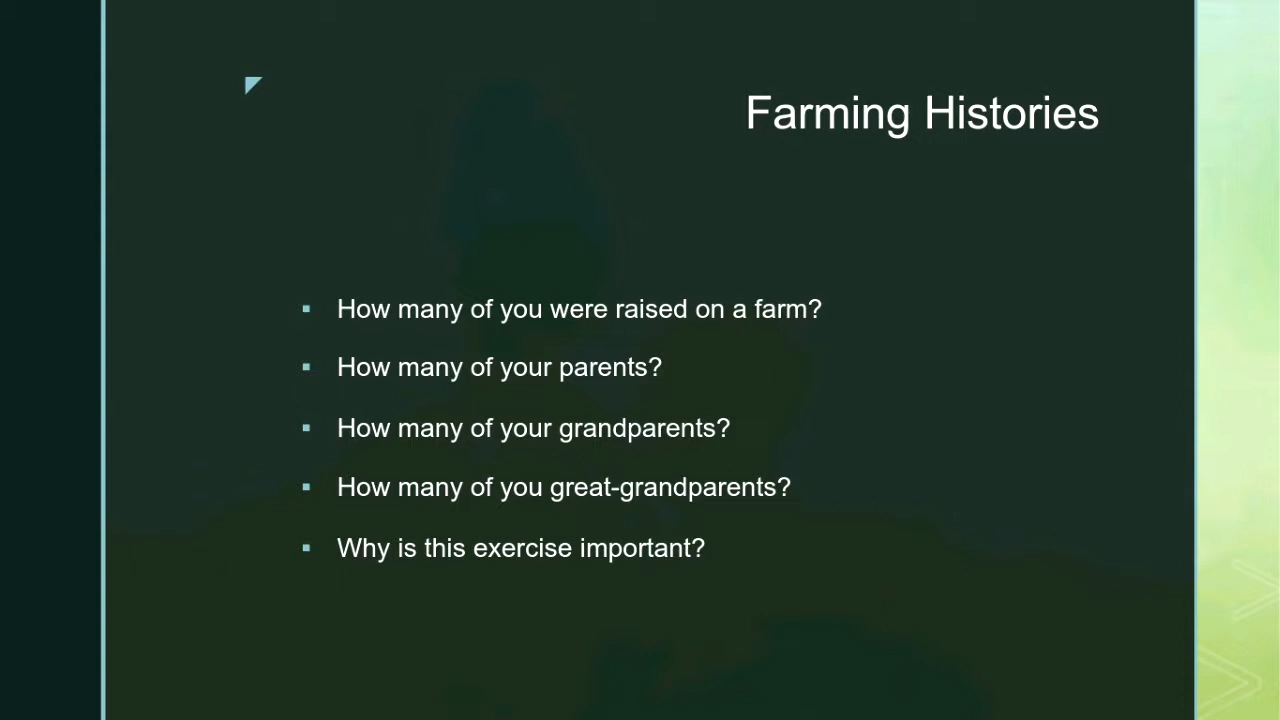 Farming Histories
▪ How many of you were raised on a farm?
▪ How many of your parents?
▪ How many of your grandparents?
▪ How many of you great-grandparents?
▪ Why is this exercise important?